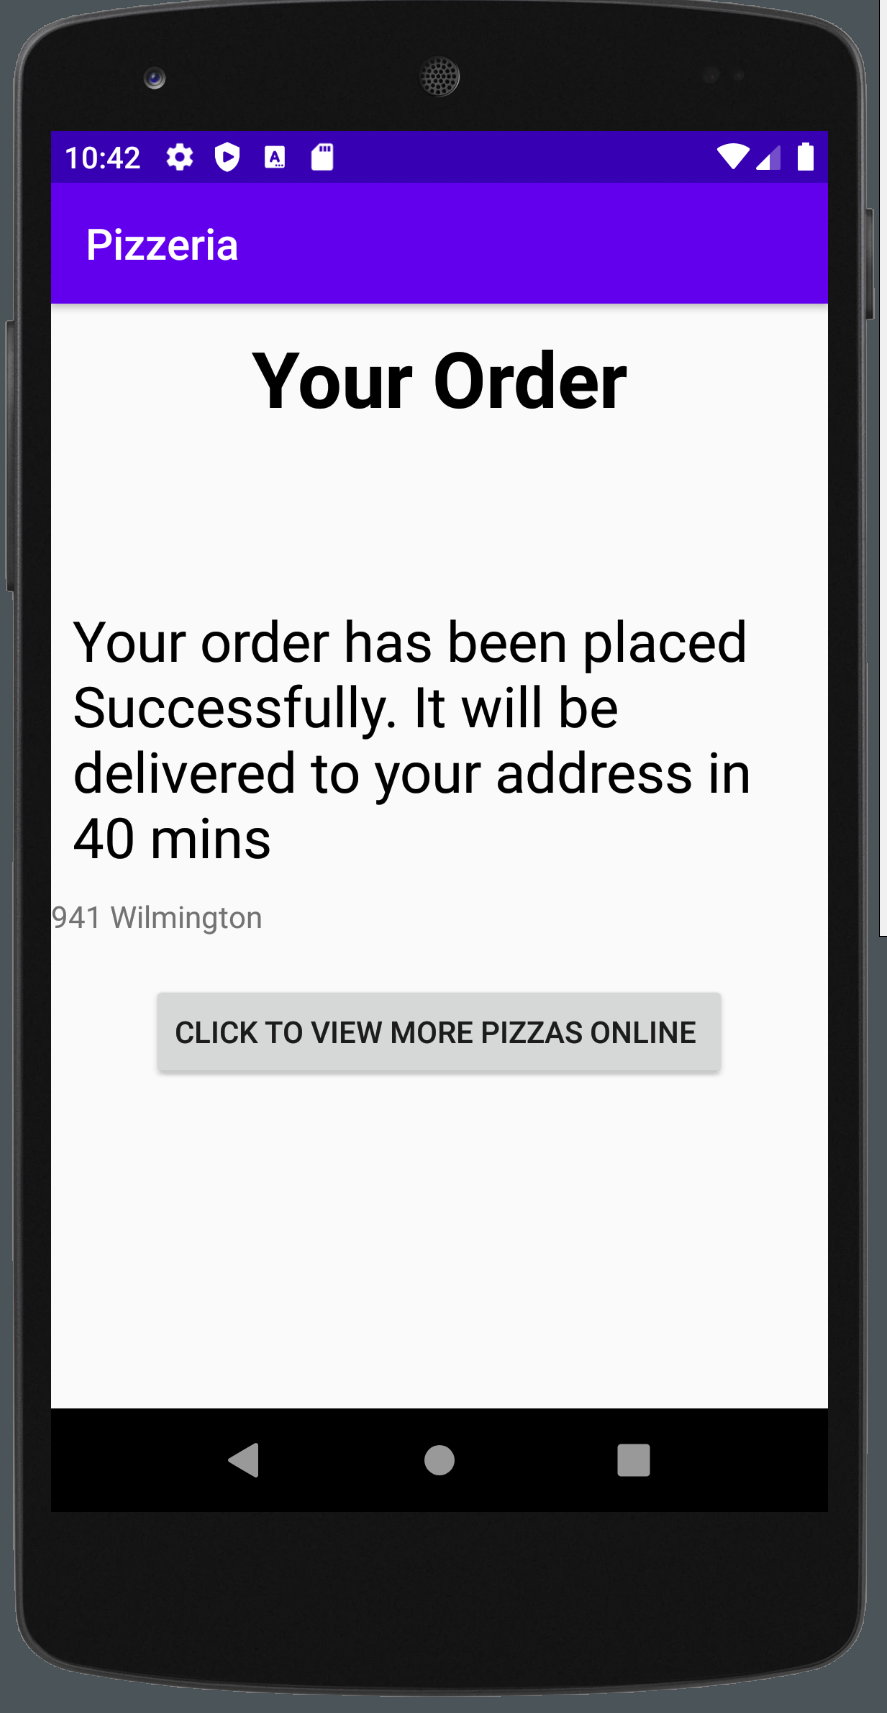 10:42
Pizzeria
Your Order
Your order has been placed
Successfully. It will be
delivered to your address in
40 mins
941 Wilmington
CLICK TO VIEW MORE PIZZAS ONLINE